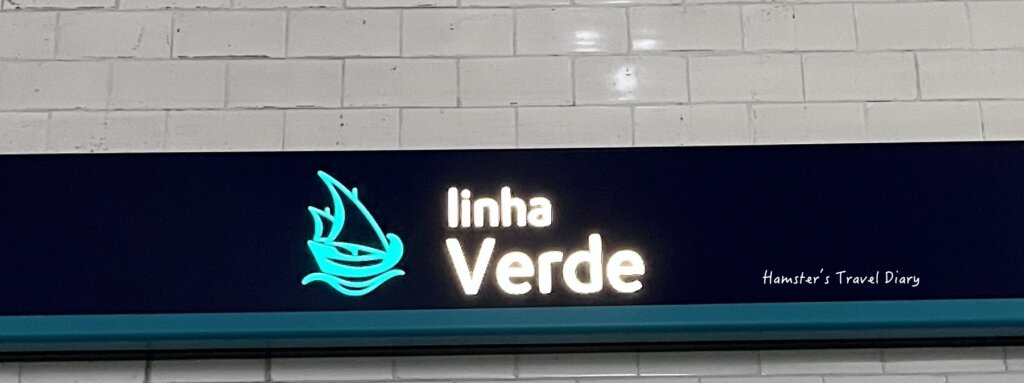 linha
Verde
Hamster's Travel Diary